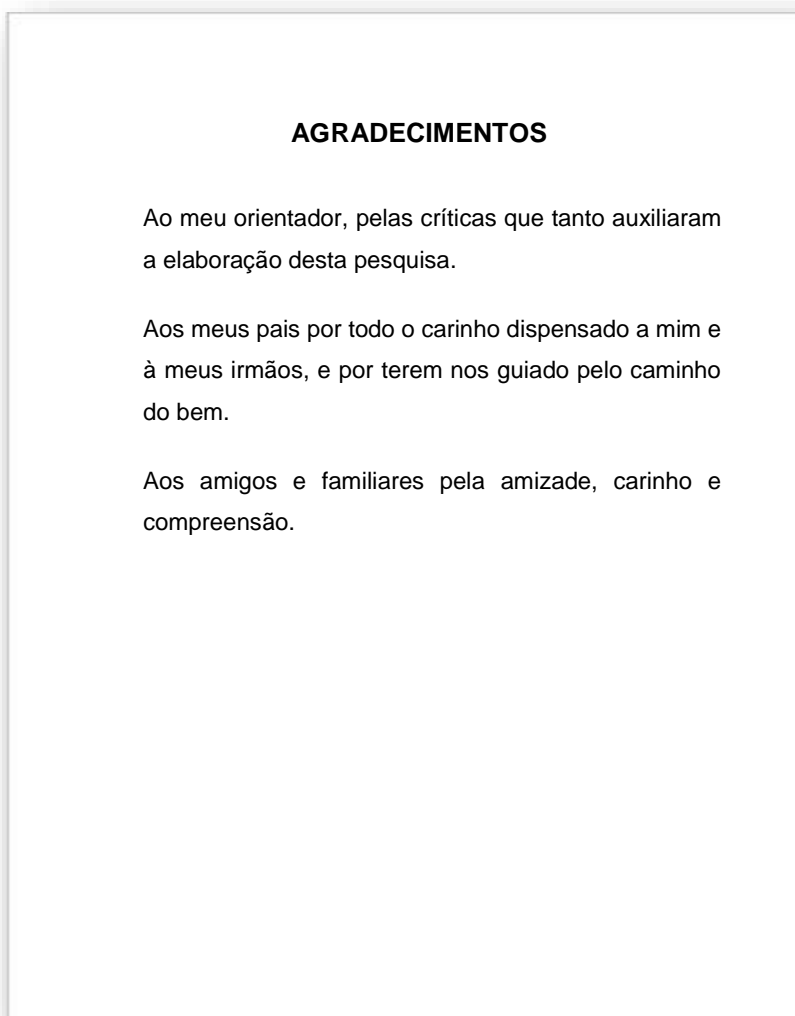 AGRADECIMENTOS
Ao meu orientador, pelas críticas que tanto auxiliaram
a elaboração desta pesquisa.
Aos meus pais por todo o carinho dispensado a mim e
à meus irmãos, e por terem nos guiado pelo caminho
do bem.
Aos amigos e familiares pela amizade, carinho e
compreensão.